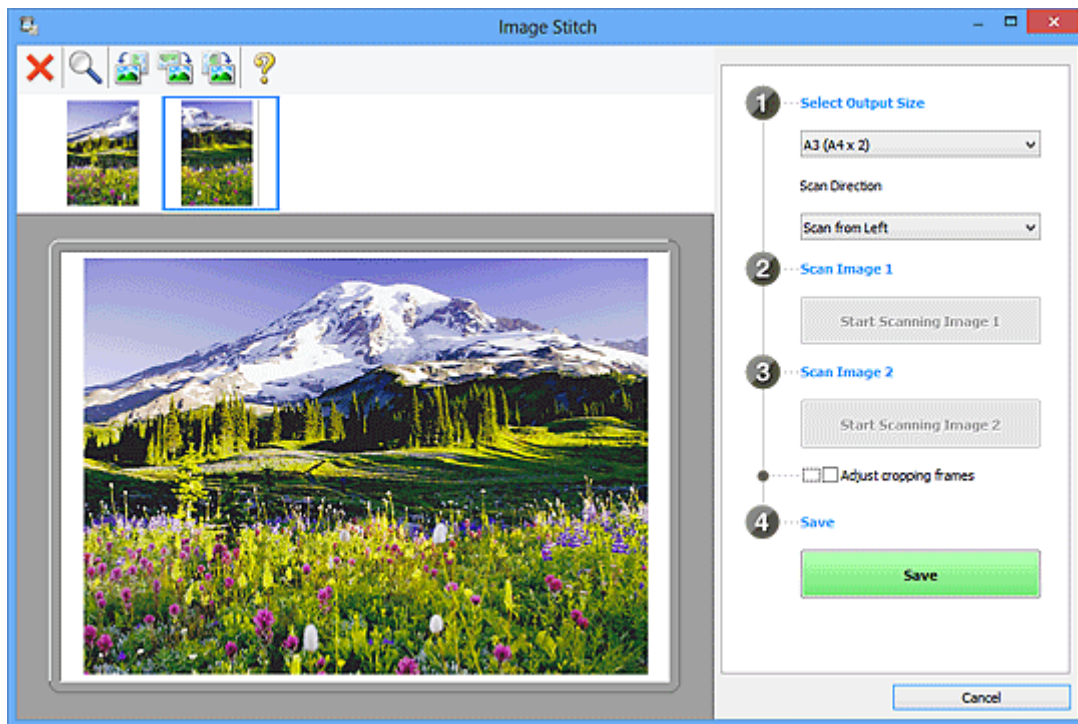 Image Stitch
1 Select Output Size
A3 (A4 x 2)
Scan Direction
Scan from Left
2 Scan Image 1
Start Scanning Image 1
3 Scan Image 2
Start Scanning Image 2
Adjust cropping frames
4 Save
Save
Cancel